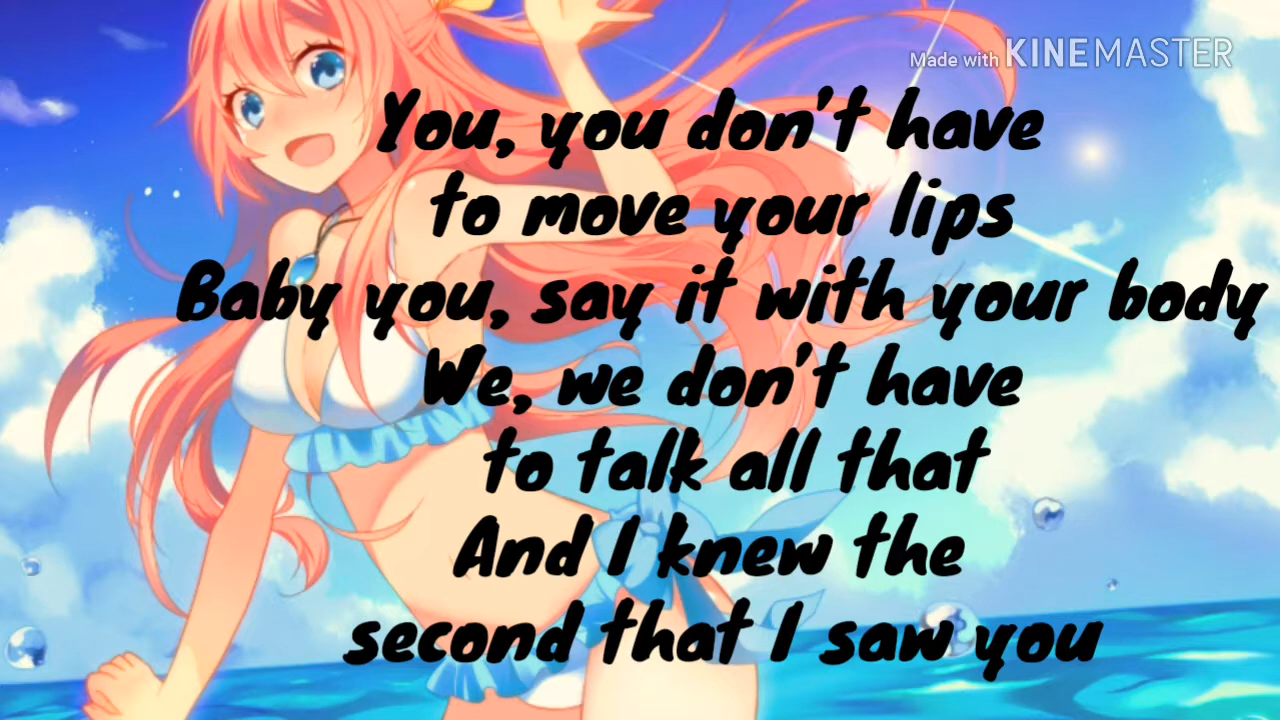 Made with KINEMASTER
You, you don't have
to move your lips
Baby you, say it with your body
We, we don't have
to talk all that
And I knew the
second that I saw you